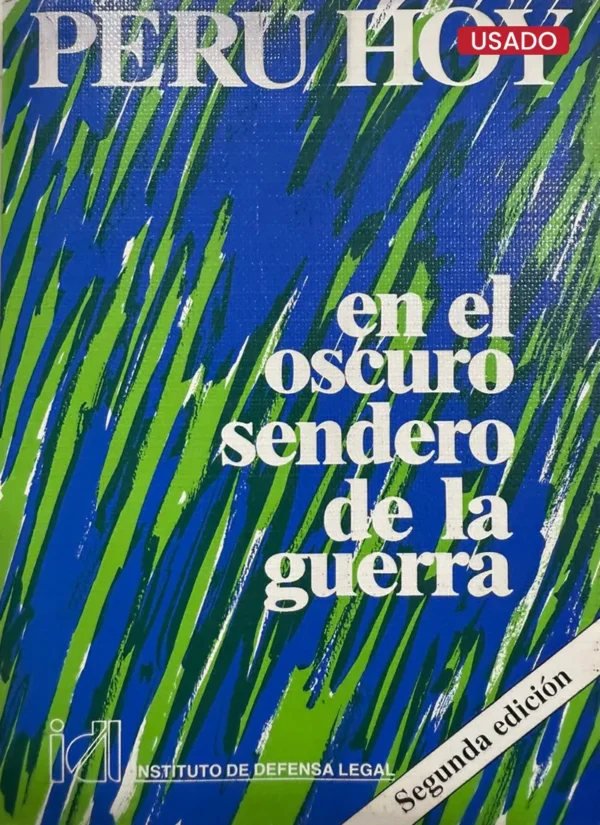 PERU HOY
USADO
en el
oscuro
sendero
de la
guerra
Segunda edición
idl
INSTITUTO DE DEFENSA LEGAL